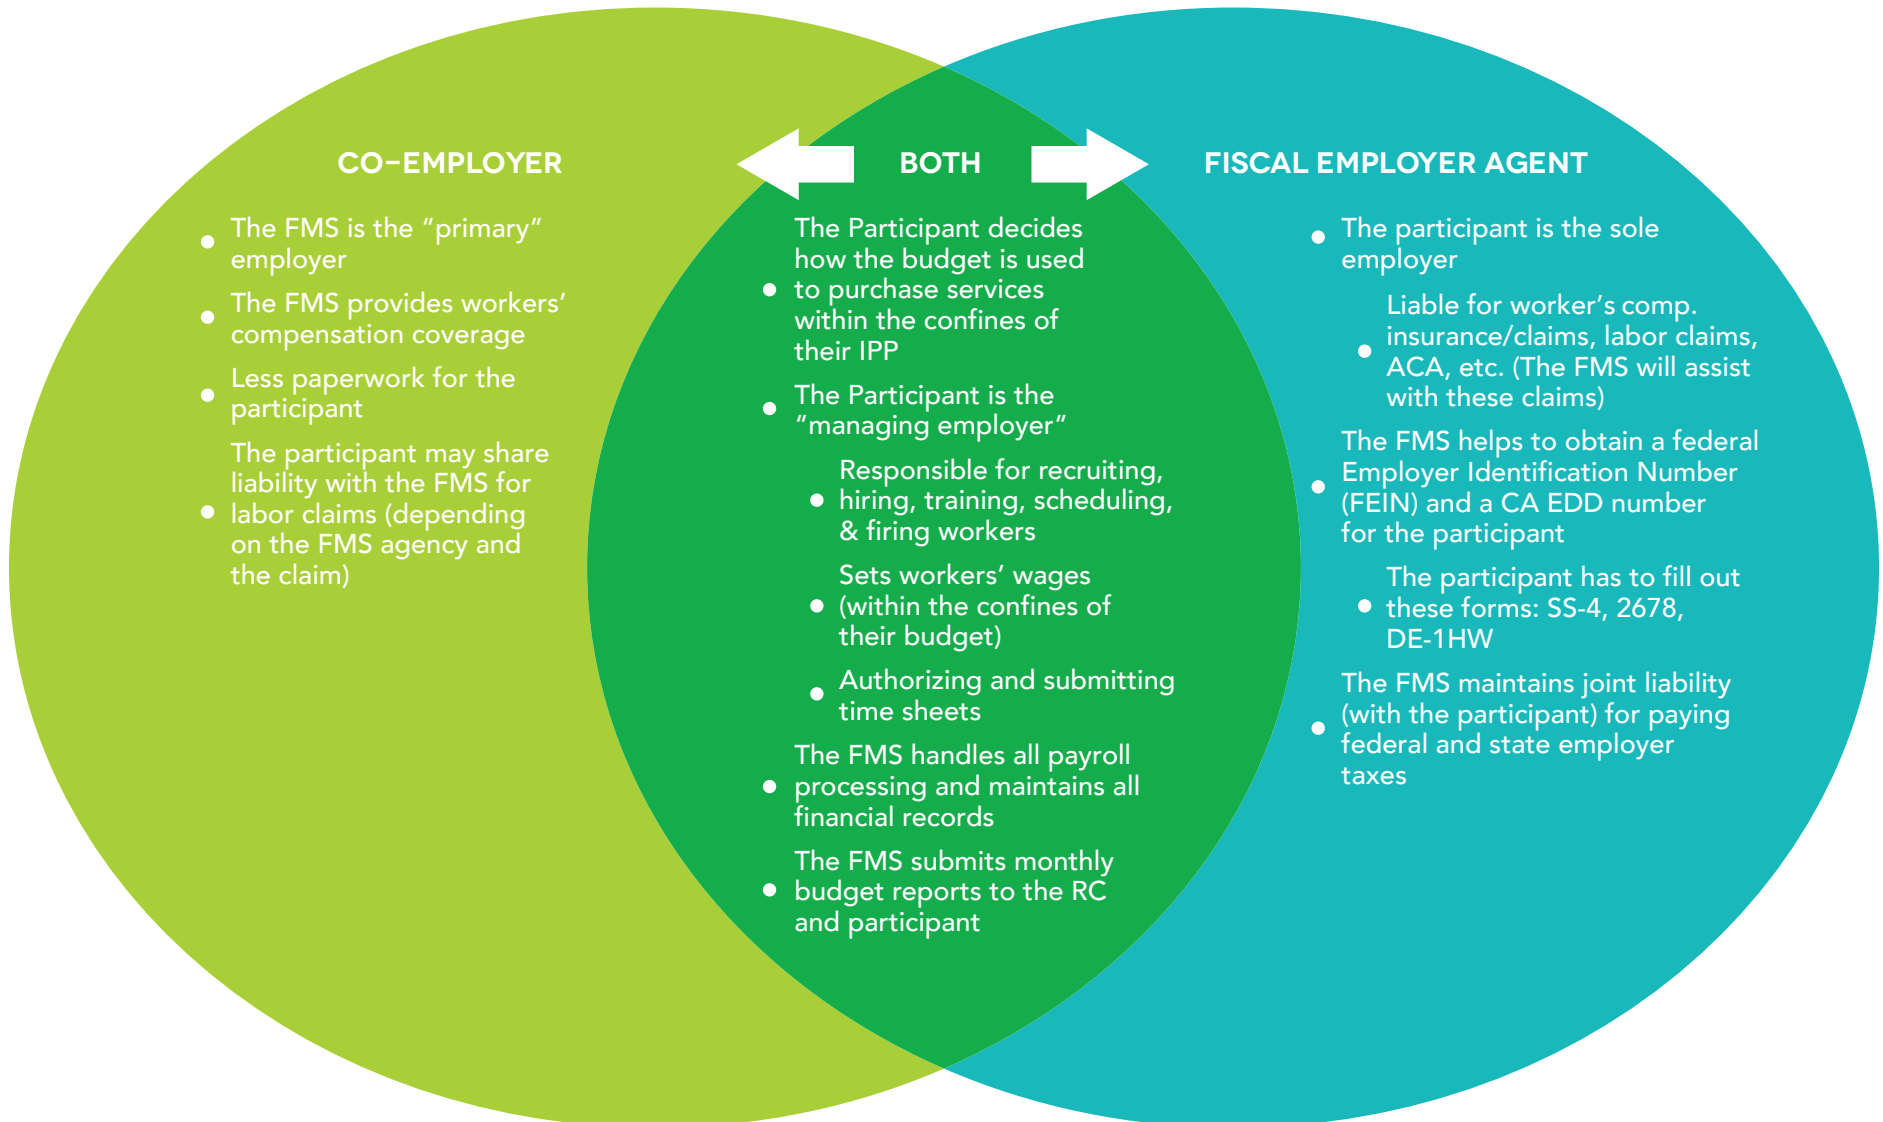 CO-EMPLOYER
The FMS is the “primary”
employer
The FMS provides workers’
compensation coverage
Less paperwork for the
participant
The participant may share
liability with the FMS for
labor claims (depending
on the FMS agency and
the claim)
BOTH
The Participant decides
how the budget is used
to purchase services
within the confines of
their IPP
The Participant is the
“managing employer”
Responsible for recruiting,
hiring, training, scheduling,
& firing workers
Sets workers’ wages
(within the confines of
their budget)
Authorizing and submitting
time sheets
The FMS handles all payroll
processing and maintains all
financial records
The FMS submits monthly
budget reports to the RC
and participant
FISCAL EMPLOYER AGENT
The participant is the sole
employer
Liable for worker’s comp.
insurance/claims, labor claims,
ACA, etc. (The FMS will assist
with these claims)
The FMS helps to obtain a federal
Employer Identification Number
(FEIN) and a CA EDD number
for the participant
The participant has to fill out
these forms: SS-4, 2678,
DE-1HW
The FMS maintains joint liability
(with the participant) for paying
federal and state employer
taxes